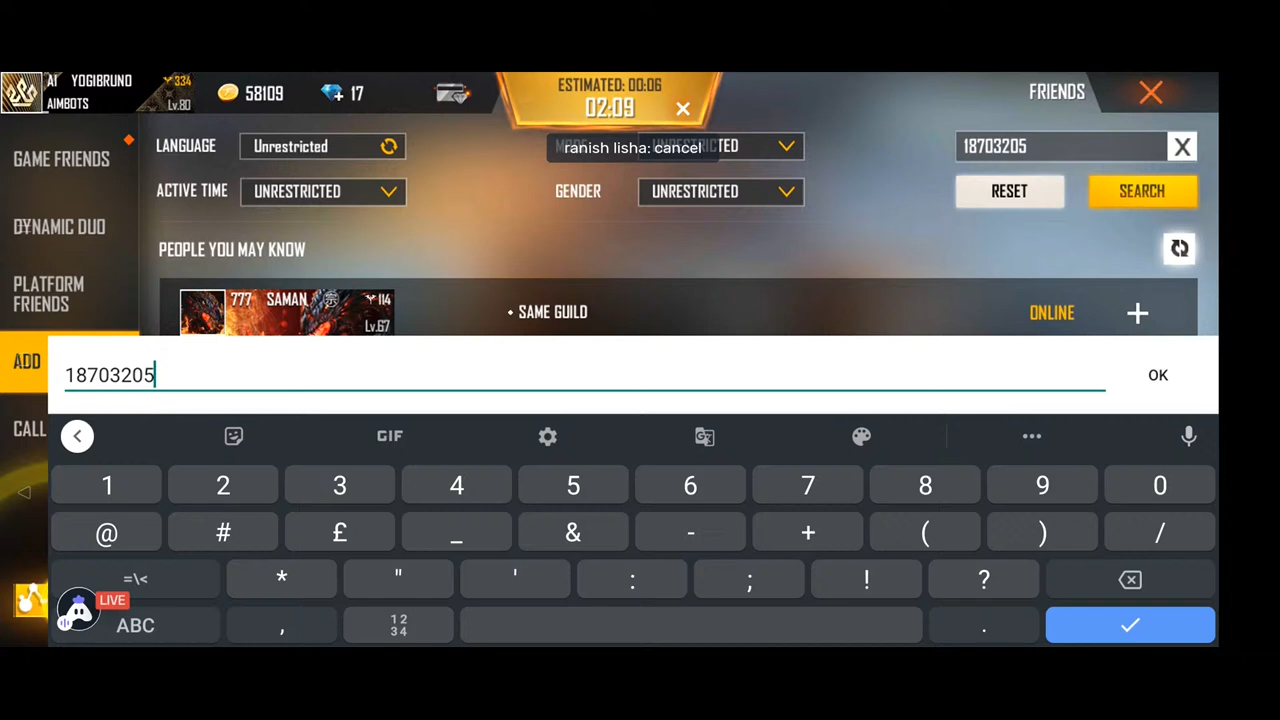 AI YOGIBRUNO
AIMBOTS
334
Lv.80
58109
17
ESTIMATED: 00:06
02:09
FRIENDS
GAME FRIENDS
DYNAMIC DUO
PLATFORM
FRIENDS
ADD
CALL
LANGUAGE
Unrestricted
ranish lisha: cancel
18703205
X
ACTIVE TIME
UNRESTRICTED
GENDER
UNRESTRICTED
RESET
SEARCH
PEOPLE YOU MAY KNOW
777 SAMAN
114
Lv.67
• SAME GUILD
ONLINE
+
18703205
OK
GIF
1 2 3 4 5 6 7 8 9 0
@ # £ _ & - + ( ) /
=\< * " ' : ; ! ?
LIVE
ABC , 12 34 .